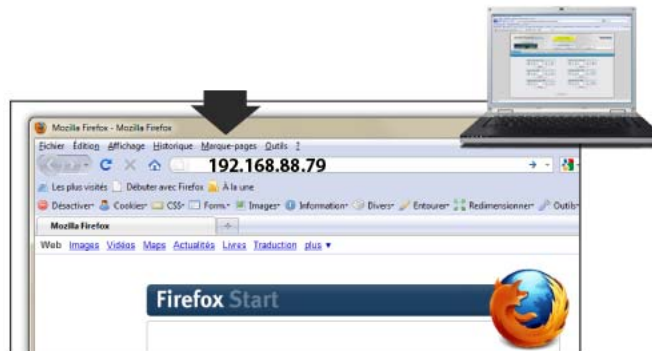 Mozilla Firefox - Mozilla Firefox
Fichier Édition Affichage Historique Marque-pages Outils ?
192.168.88.79
Les plus visités Débuter avec Firefox À la une
Désactiver Cookies CSS Form. Images Information Divers Entourer Redimensionner Outils
Mozilla Firefox
Web Images Vidéos Maps Actualités Livres Traduction plus ▼
Firefox Start